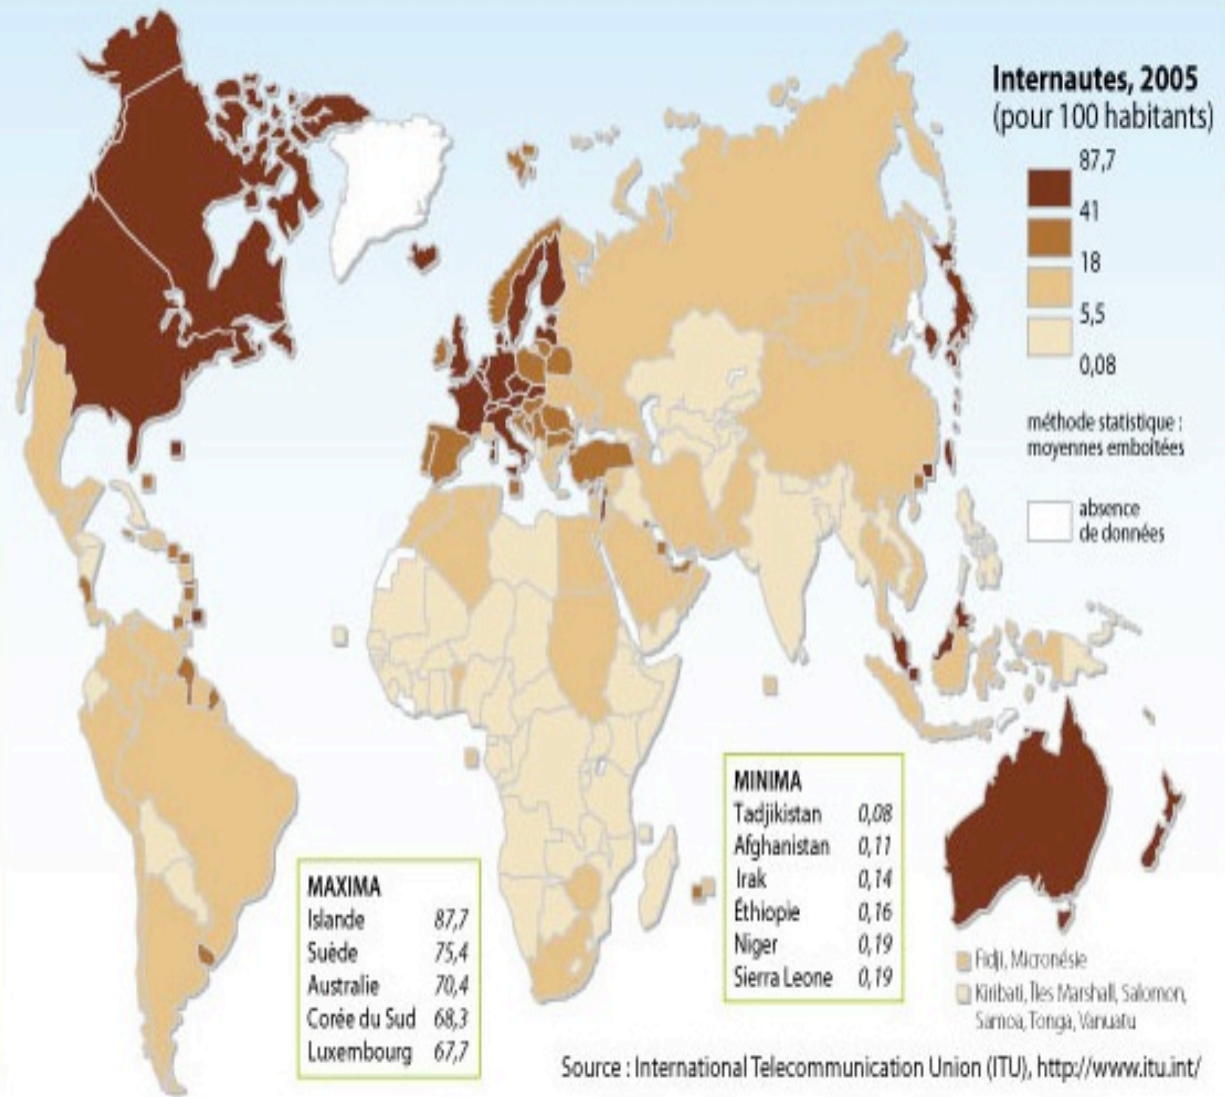 Internautes, 2005
(pour 100 habitants)
87,7
41
18
5,5
0,08
méthode statistique :
moyennes emboîtées
absence
de données
MAXIMA
Islande 87,7
Suède 75,4
Australie 70,4
Corée du Sud 68,3
Luxembourg 67,7
MINIMA
Tadjikistan 0,08
Afghanistan 0,11
Irak 0,14
Éthiopie 0,16
Niger 0,19
Sierra Leone 0,19
Fidji, Micronésie
Kiribati, Îles Marshall, Salomon,
Samoa, Tonga, Vanuatu
Source : International Telecommunication Union (ITU), http://www.itu.int/